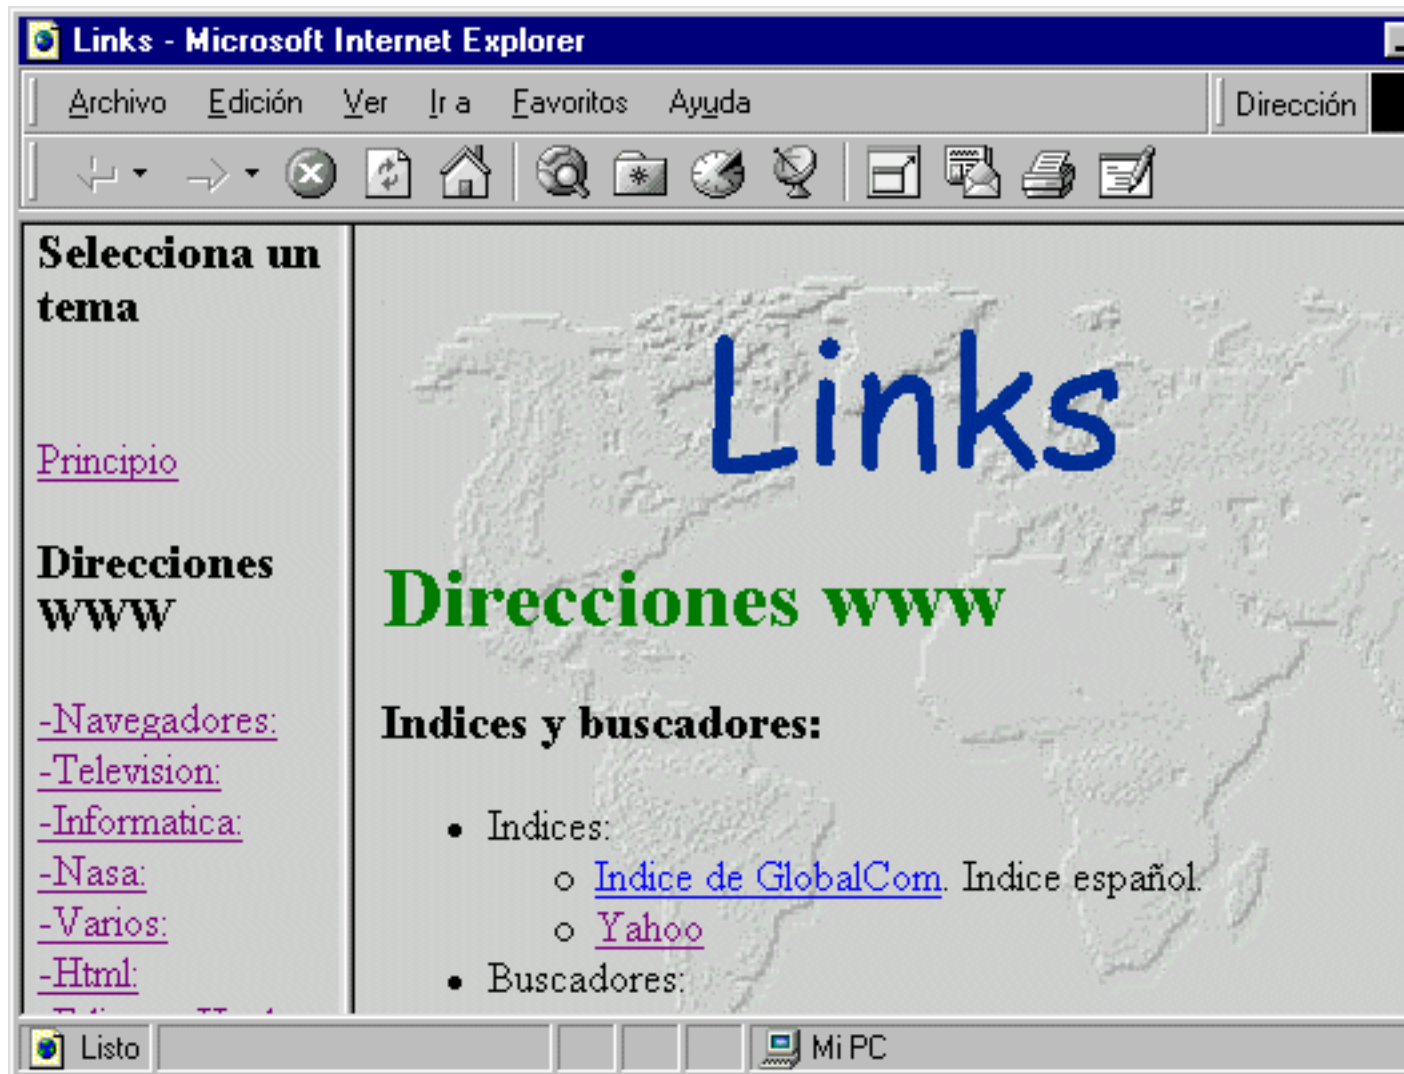 Links - Microsoft Internet Explorer
Archivo Edición Ver Ir a Favoritos Ayuda Dirección
Selecciona un
tema
Principio
Direcciones
WWW
-Navegadores:
-Television:
-Informatica:
-Nasa:
-Varios:
-Html:
Links
Direcciones www
Indices y buscadores:
Indices:
Indice de GlobalCom. Indice español.
Yahoo
Buscadores:
Listo Mi PC